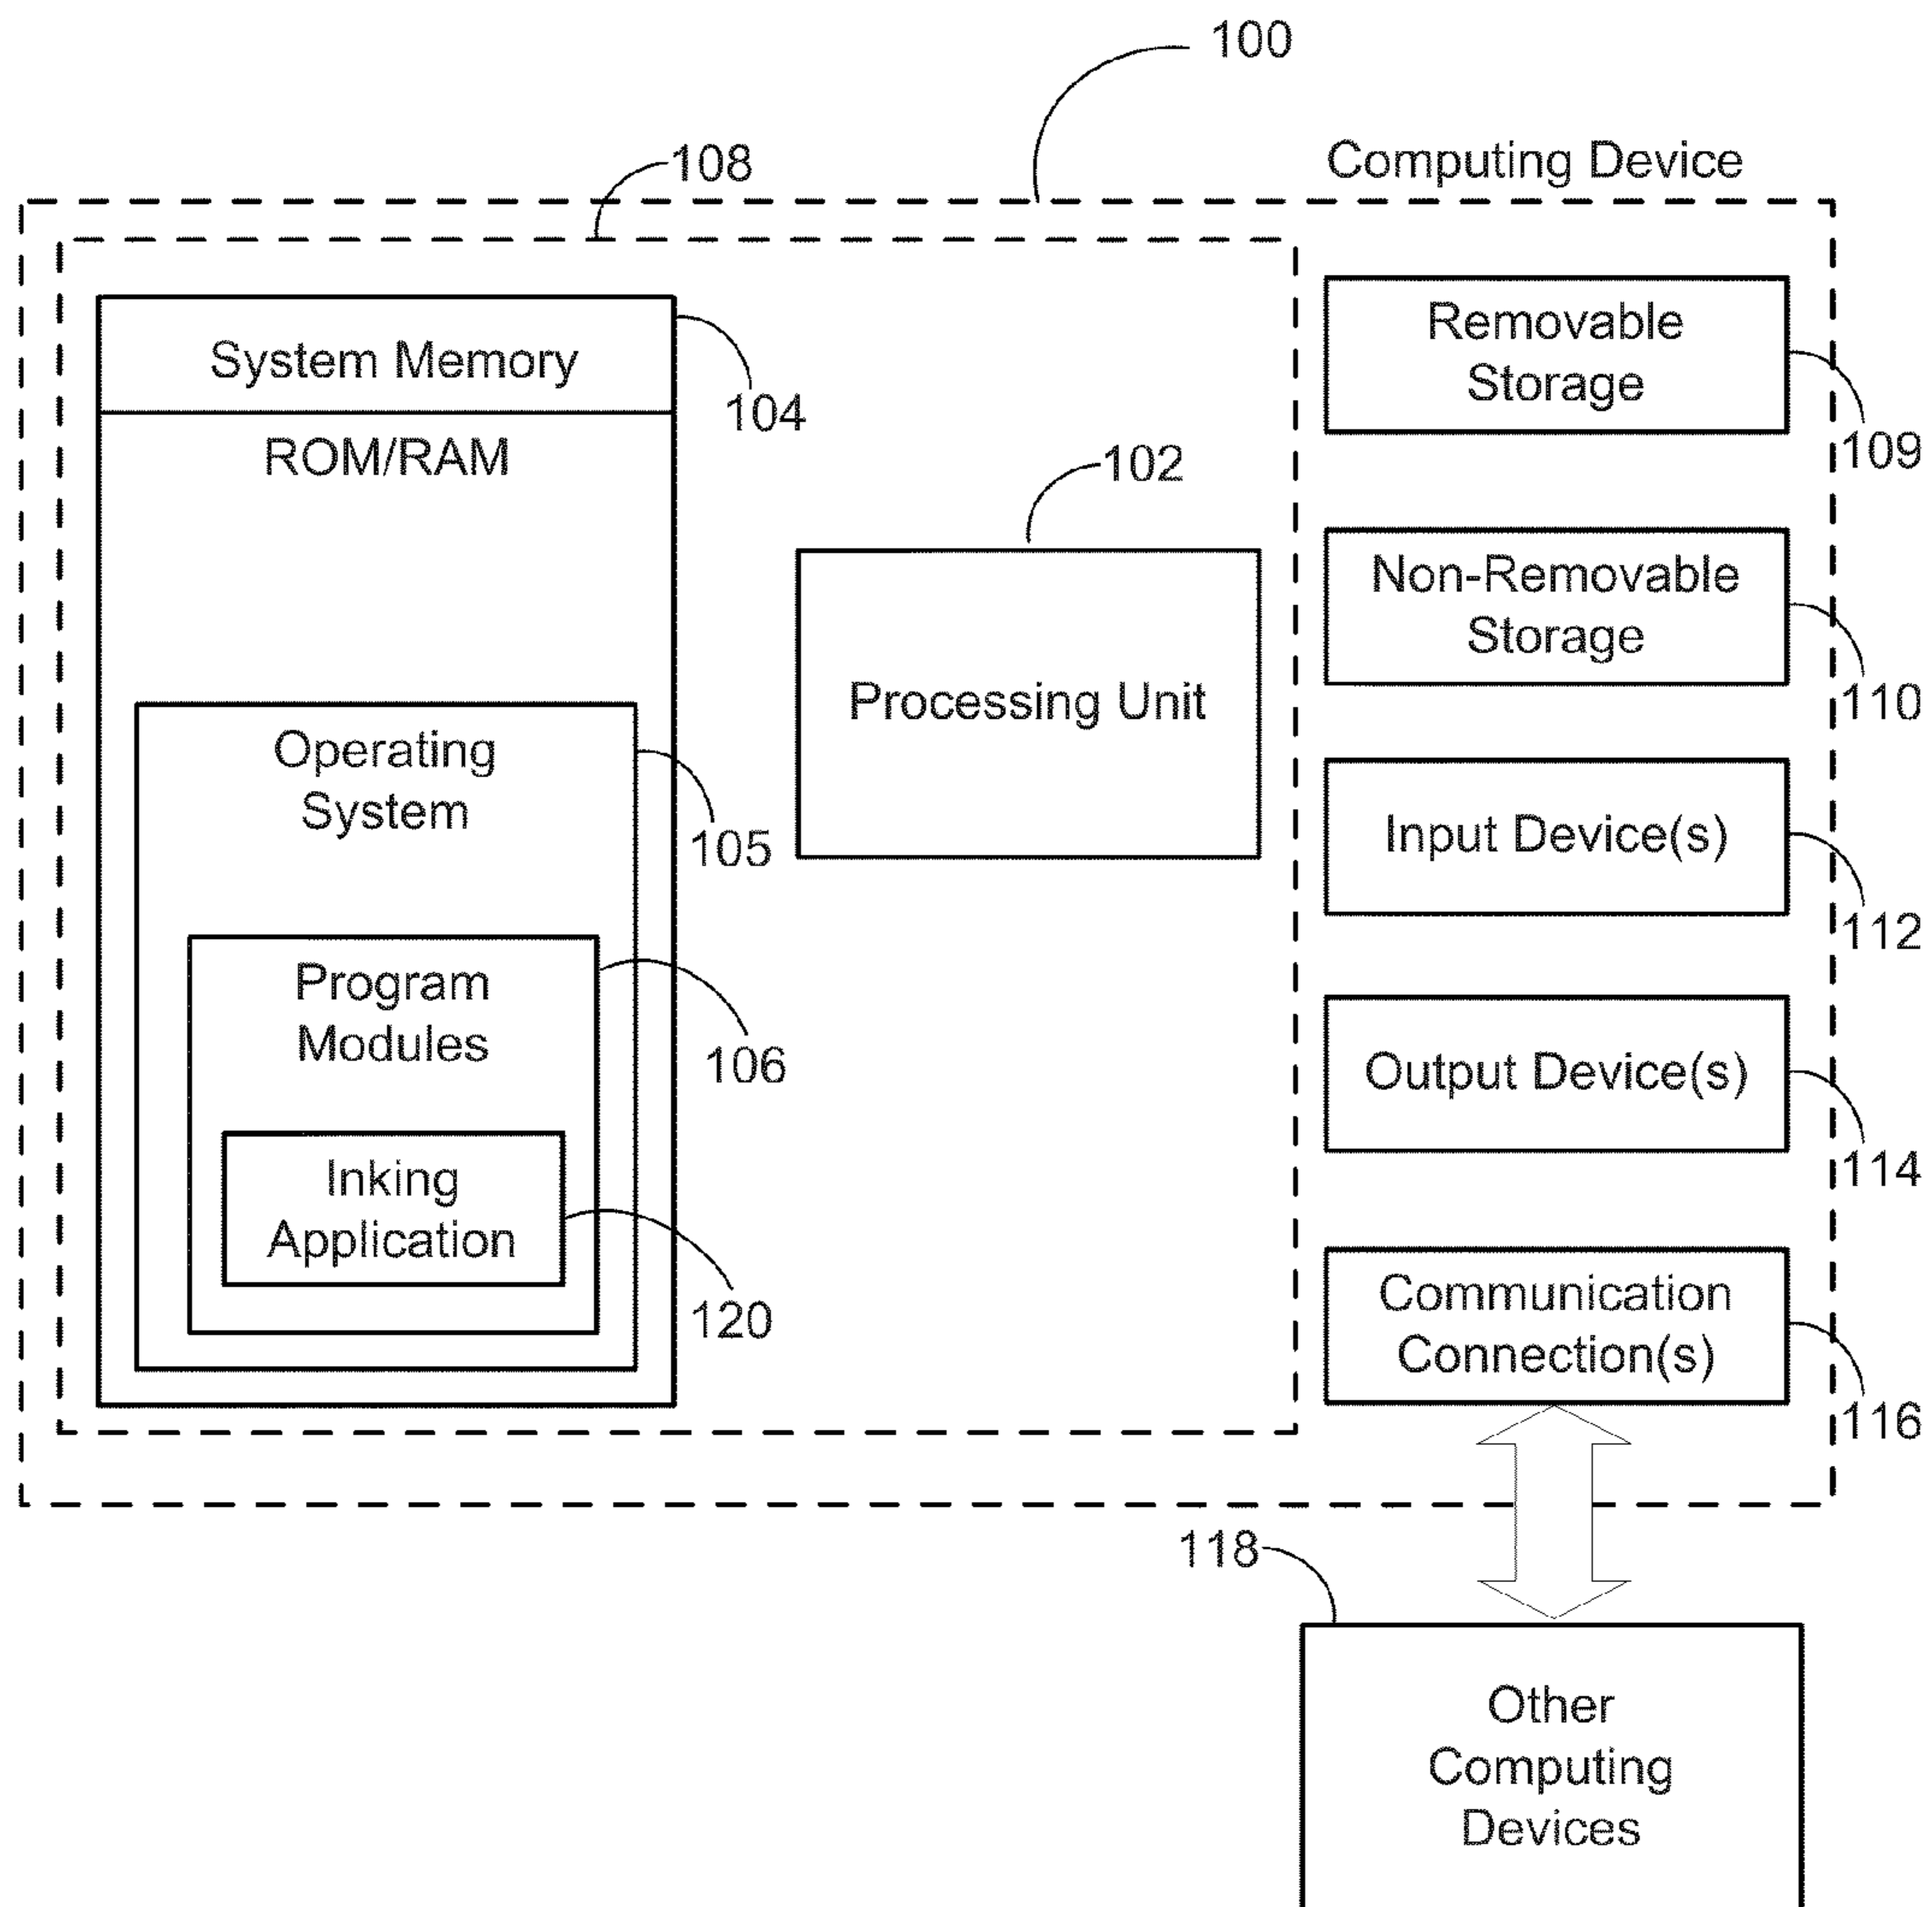 100
108
Computing Device
System Memory
104
ROM/RAM
Removable
Storage
109
102
Processing Unit
Non-Removable
Storage
110
Operating
System
105
Input Device(s)
112
Program
Modules
106
Output Device(s)
114
Inking
Application
120
Communication
Connection(s)
116
118
Other
Computing
Devices